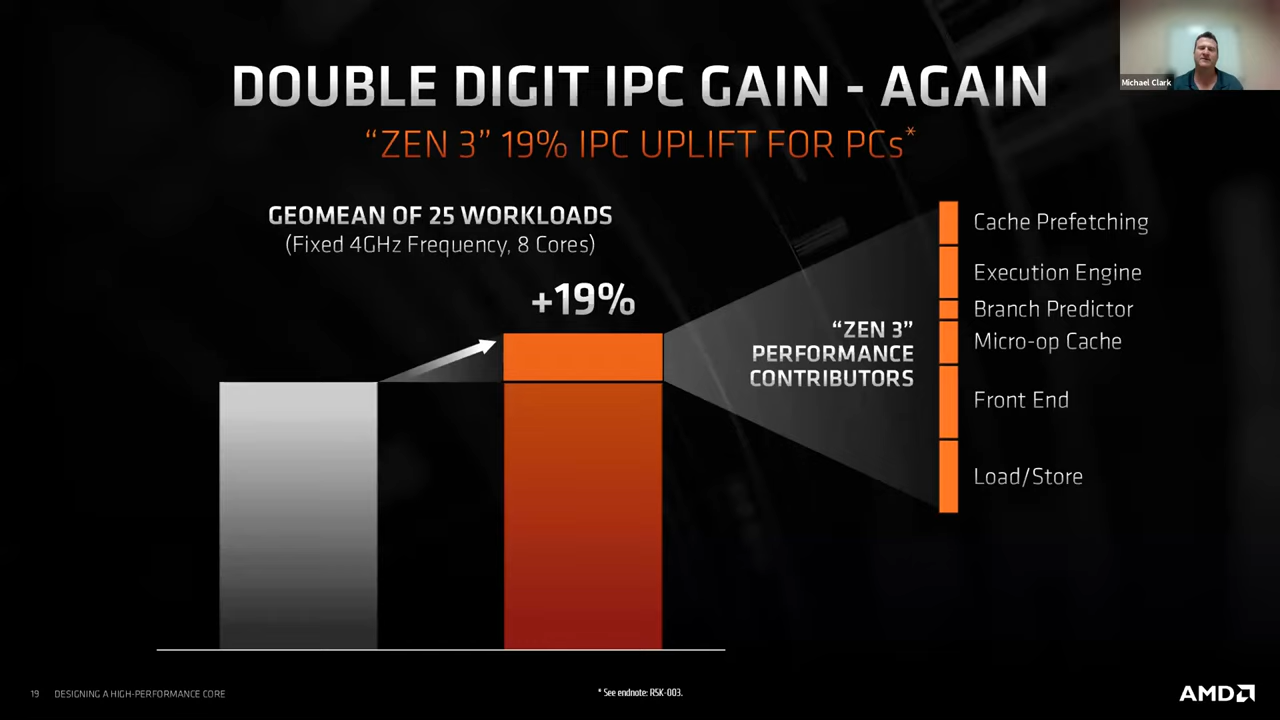 DOUBLE DIGIT IPC GAIN - AGAIN
“ZEN 3” 19% IPC UPLIFT FOR PCs*
Michael Clark
GEOMEAN OF 25 WORKLOADS
(Fixed 4GHz Frequency, 8 Cores)
+19%
“ZEN 3”
PERFORMANCE
CONTRIBUTORS
Cache Prefetching
Execution Engine
Branch Predictor
Micro-op Cache
Front End
Load/Store
19 DESIGNING A HIGH-PERFORMANCE CORE
* See endnote: R5K-003.
AMD